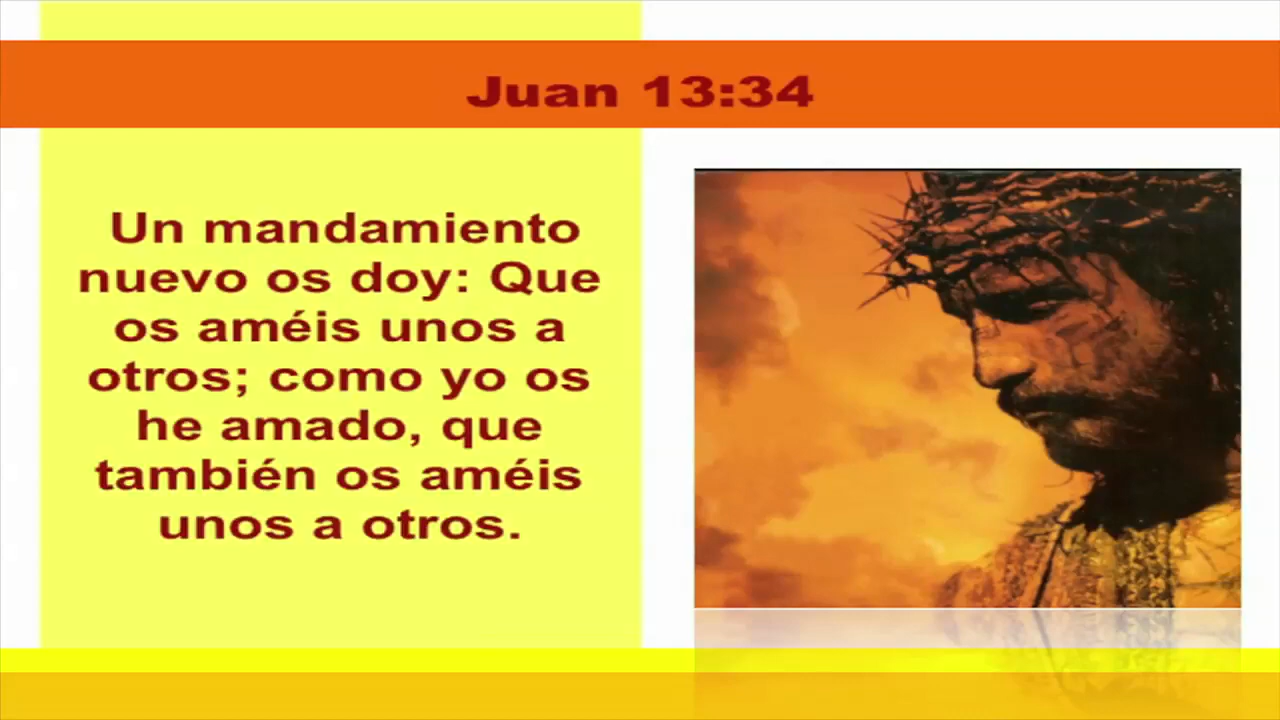 Juan 13:34
Un mandamiento
nuevo os doy: Que
os améis unos a
otros; como yo os
he amado, que
también os améis
unos a otros.